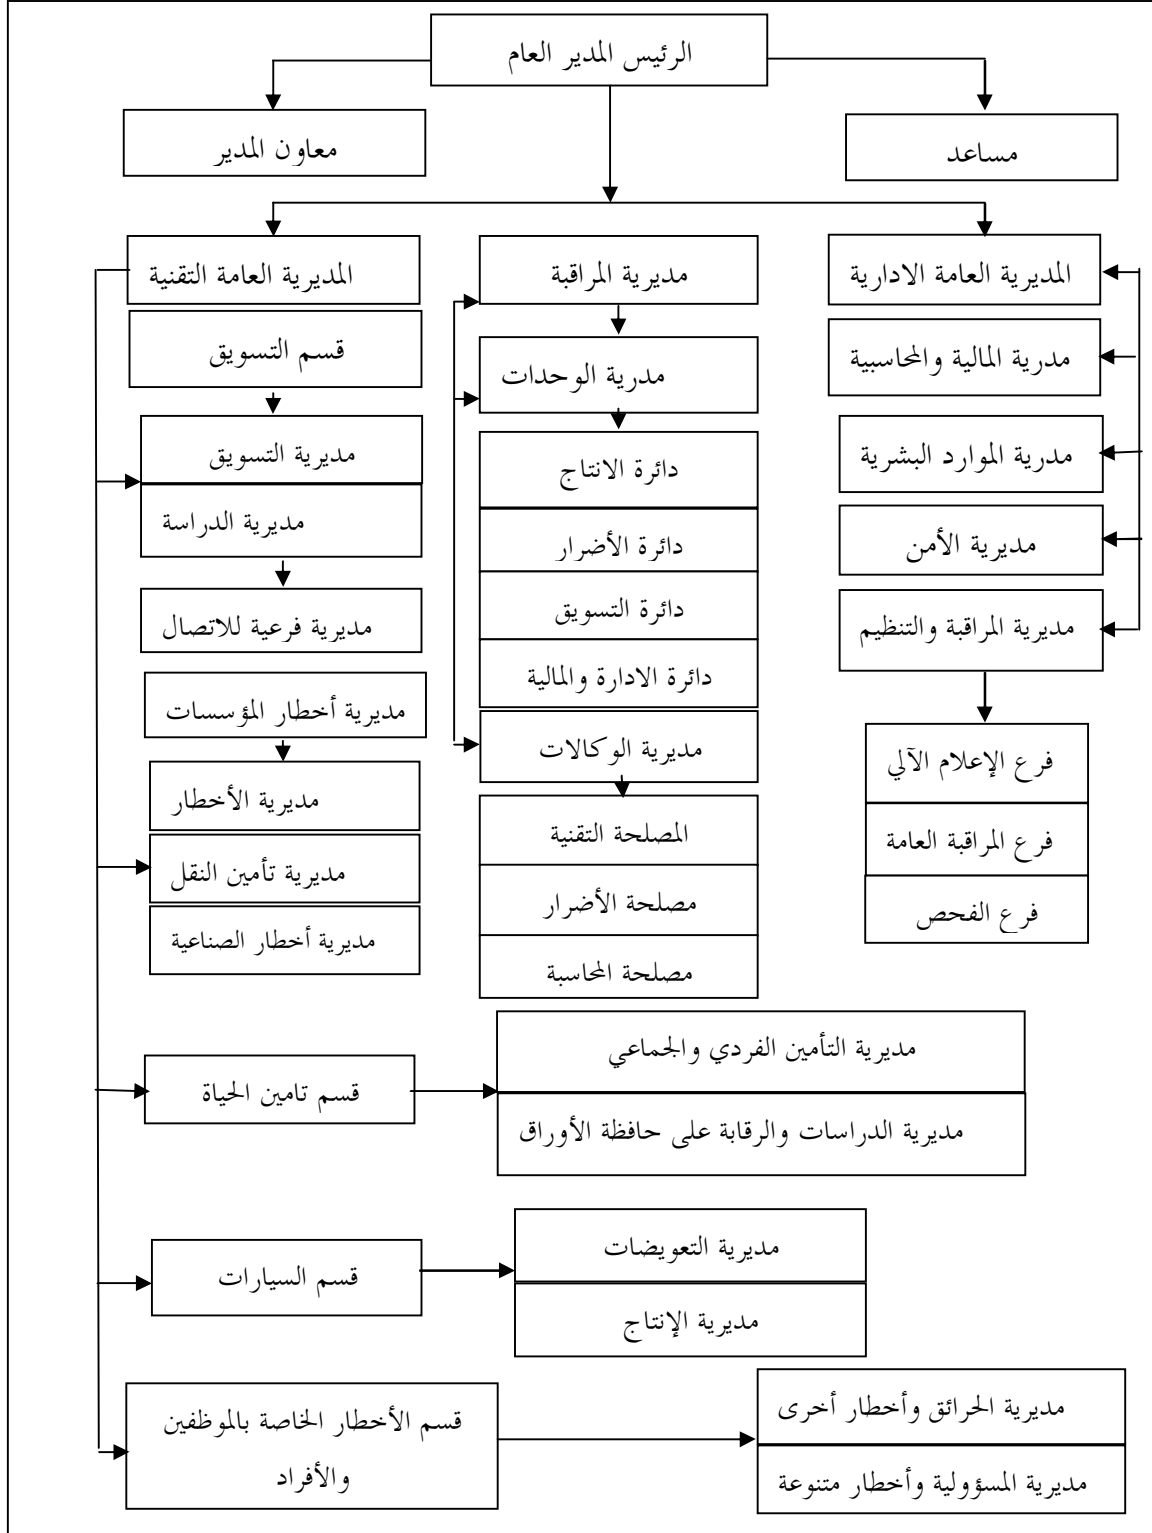 الرئيس المدير العام
مساعد
معاون المدير
المديرية العامة الادارية
مدرية المالية والمحاسبية
مدرية الموارد البشرية
مديرية الأمن
مديرية المراقبة والتنظيم
فرع الإعلام الآلي
فرع المراقبة العامة
فرع الفحص
مديرية المراقبة
مدرية الوحدات
دائرة الانتاج
دائرة الأضرار
دائرة التسويق
دائرة الادارة والمالية
مديرية الوكالات
المصلحة التقنية
مصلحة الأضرار
مصلحة المحاسبة
المديرية العامة التقنية
قسم التسويق
مديرية التسويق
مديرية الدراسة
مديرية فرعية للاتصال
مديرية أخطار المؤسسات
مديرية الأخطار
مديرية تأمين النقل
مديرية أخطار الصناعية
قسم تامين الحياة
مديرية التأمين الفردي والجماعي
مديرية الدراسات والرقابة على حافظة الأوراق
قسم السيارات
مديرية التعويضات
مديرية الإنتاج
قسم الأخطار الخاصة بالموظفين
والأفراد
مديرية الحرائق وأخطار أخرى
مديرية المسؤولية وأخطار متنوعة